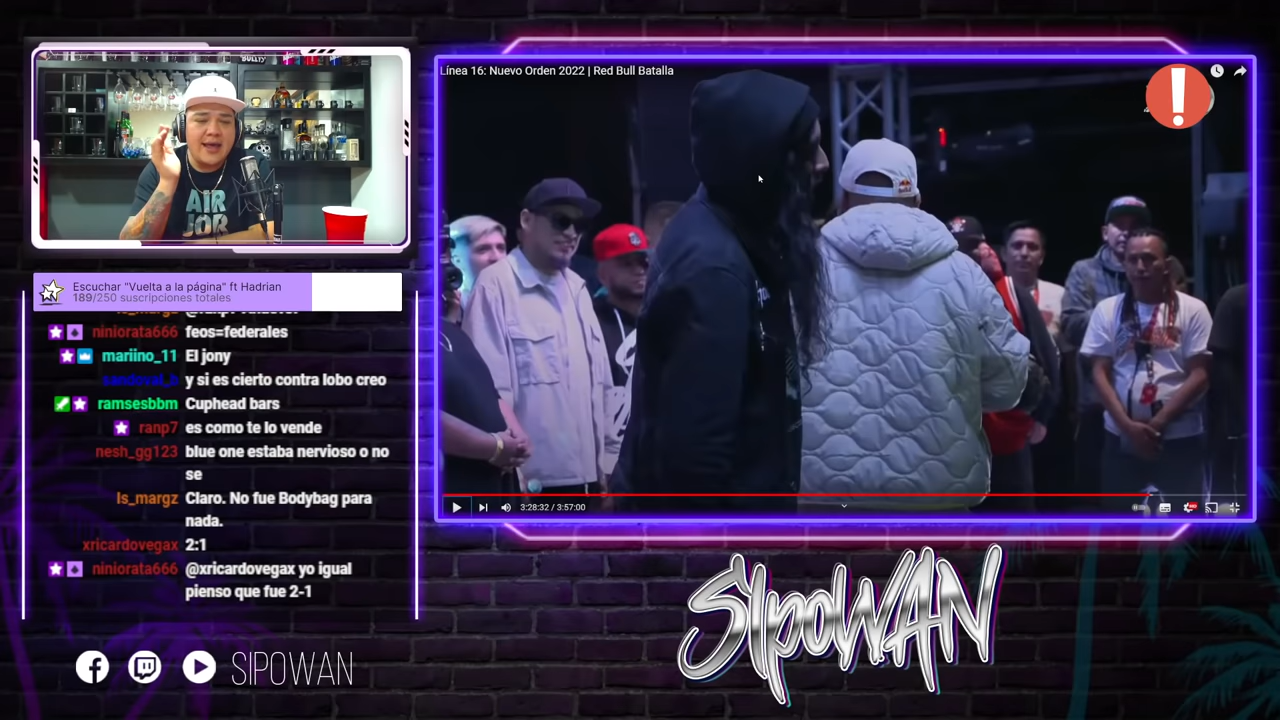 Línea 16: Nuevo Orden 2022 | Red Bull Batalla
BULLY
AIR
JOR
Escuchar "Vuelta a la página" ft Hadrian
189/250 suscripciones totales
niniorata666 feos=federales
mariino_11 El jony
sandoval_b y si es cierto contra lobo creo
ramsesbbm Cuphead bars
ranp7 es como te lo vende
nesh_gg123 blue one estaba nervioso o no
se
ls_margz Claro. No fue Bodybag para
nada.
xricardovegax 2:1
niniorata666 @xricardovegax yo igual
pienso que fue 2-1
3:28:32 / 3:57:00
SIPOWAN
SIPOWAN